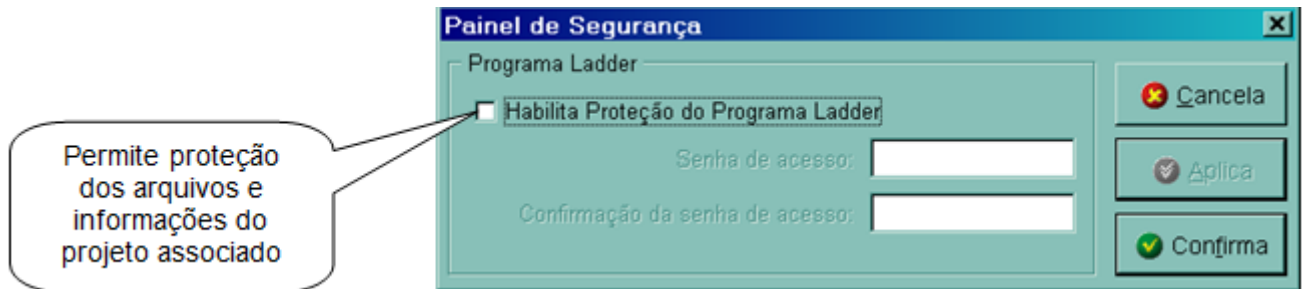 Painel de Segurança
Programa Ladder
Habilita Proteção do Programa Ladder
Senha de acesso:
Confirmação da senha de acesso:
Cancela
Aplica
Confirma
Permite proteção
dos arquivos e
informações do
projeto associado